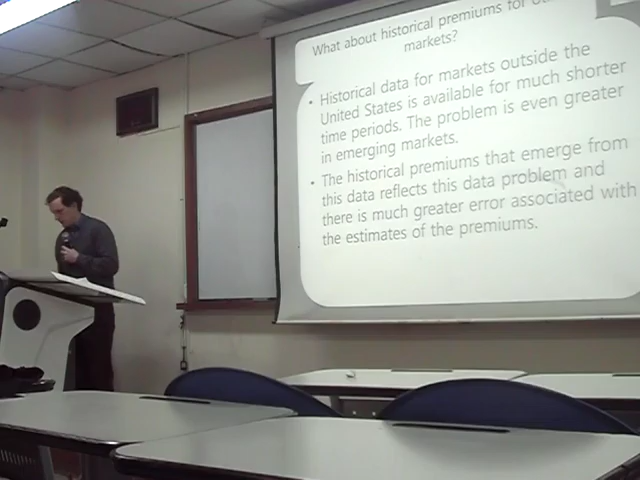 What about historical premiums for
markets?
• Historical data for markets outside the
United States is available for much shorter
time periods. The problem is even greater
in emerging markets.
• The historical premiums that emerge from
this data reflects this data problem and
there is much greater error associated with
the estimates of the premiums.